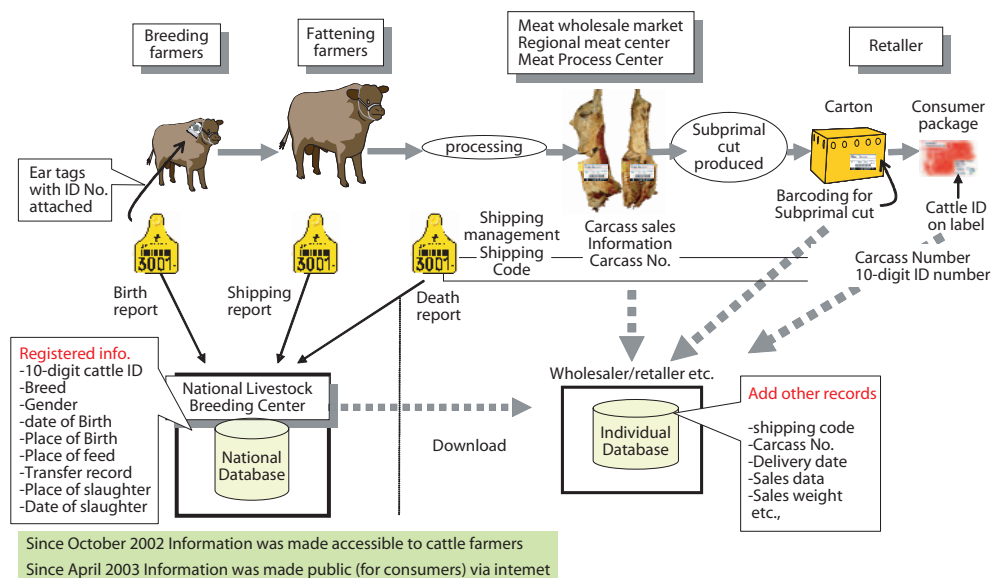 Breeding
farmers
Fattening
farmers
Meat wholesale market
Regional meat center
Meat Process Center
Retaller
Ear tags
with ID No.
attached
processing
Subprimal
cut
produced
Carton
Consumer
package
Barcoding for
Subprimal cut
Cattle ID
on label
3001-
3001-
3001-
Birth
report
Shipping
report
Death
report
Shipping
management
Shipping
Code
Carcass sales
Information
Carcass No.
Carcass Number
10-digit ID number
Registered info.
-10-digit cattle ID
-Breed
-Gender
-date of Birth
-Place of Birth
-Place of feed
-Transfer record
-Place of slaughter
-Date of slaughter
National Livestock
Breeding Center
National
Database
Download
Wholesaler/retailer etc.
Individual
Database
Add other records
-shipping code
-Carcass No.
-Delivery date
-Sales data
-Sales weight
etc.,
Since October 2002 Information was made accessible to cattle farmers
Since April 2003 Information was made public (for consumers) via intemet